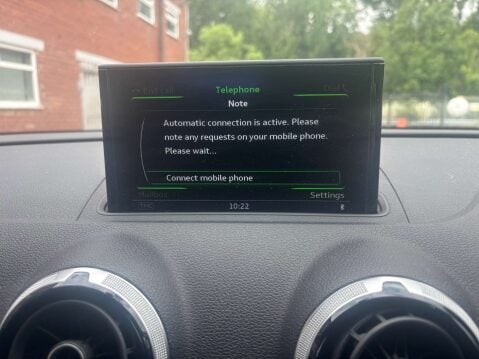 Telephone
Note
Automatic connection is active. Please
note any requests on your mobile phone.
Please wait...
Connect mobile phone
Mailbox
Settings
10:22